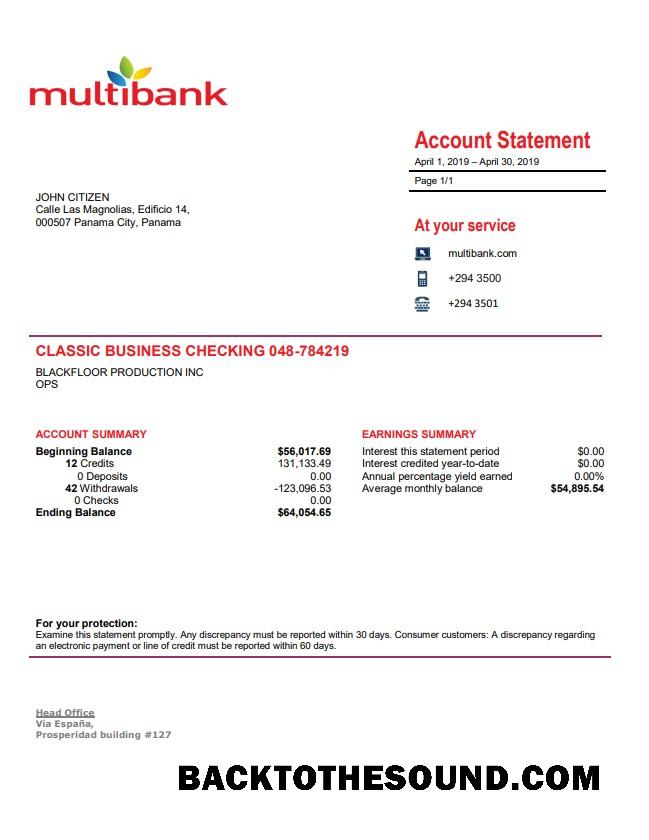 multibank
Account Statement
April 1, 2019 – April 30, 2019
Page 1/1
JOHN CITIZEN
Calle Las Magnolias, Edificio 14,
000507 Panama City, Panama
At your service
multibank.com
+294 3500
+294 3501
CLASSIC BUSINESS CHECKING 048-784219
BLACKFLOOR PRODUCTION INC
OPS
ACCOUNT SUMMARY
Beginning Balance $56,017.69
12 Credits 131,133.49
0 Deposits 0.00
42 Withdrawals -123,096.53
0 Checks 0.00
Ending Balance $64,054.65
EARNINGS SUMMARY
Interest this statement period $0.00
Interest credited year-to-date $0.00
Annual percentage yield earned 0.00%
Average monthly balance $54,895.54
For your protection:
Examine this statement promptly. Any discrepancy must be reported within 30 days. Consumer customers: A discrepancy regarding
an electronic payment or line of credit must be reported within 60 days.
Head Office
Via España,
Prosperidad building #127
BACKTOTHESOUND.COM